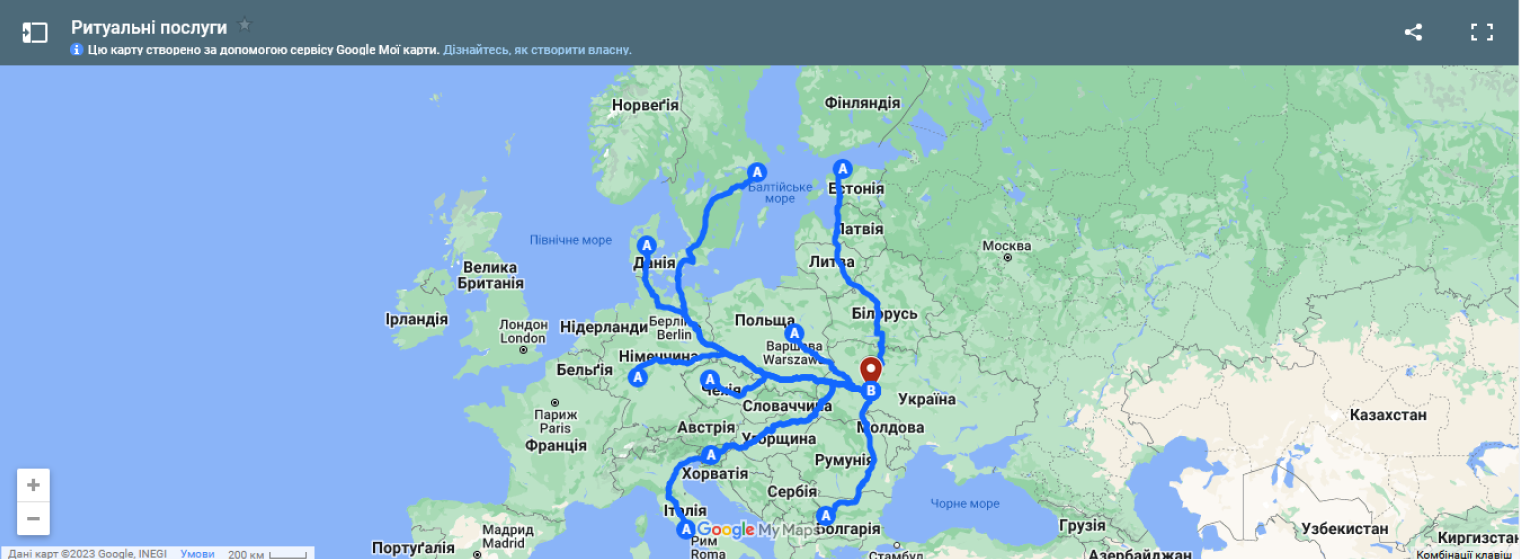 Ритуальні послуги
Цю карту створено за допомогою сервісу Google Мої карти. Дізнайтесь, як створити власну.
Норвеґія
Фінляндія
A
A
Балтійське
море
Естонія
Північне море
A
Латвія
Москва
Данія
Литва
Велика
Британія
Ірландія
Лондон
London
Нідерланди
Берлін
Berlin
Польща
A
Білорусь
Варшава
Warszawa
Німеччина
Бельґія
A
A
Чехія
B
Україна
Париж
Paris
Словаччина
Казахстан
Франція
Австрія
Угорщина
Молдова
A
Хорватія
Румунія
Сербія
Чорне море
Італія
A
Google My Maps
A
Болгарія
Рим
Roma
Мадрид
Madrid
Портуґалія
Грузія
Узбекистан
Киргизстан
Стамбул
Азербайджан
+
−
Дані карт ©2023 Google, INEGI Умови 200 км
Комбінації клавіш